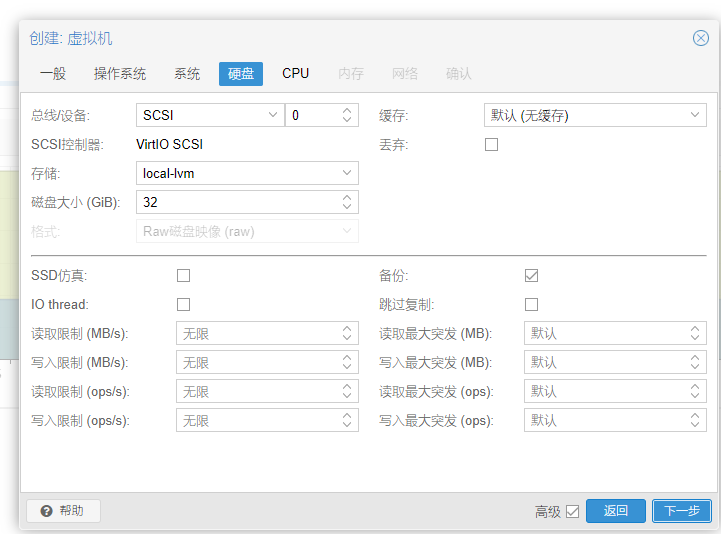 创建: 虚拟机
一般 操作系统 系统 硬盘 CPU 内存 网络 确认
总线/设备: SCSI 0 缓存: 默认 (无缓存)
SCSI控制器: VirtIO SCSI 丢弃:
存储: local-lvm
磁盘大小 (GiB): 32
格式: Raw磁盘映像 (raw)
SSD仿真: 备份:
IO thread: 跳过复制:
读取限制 (MB/s): 无限 读取最大突发 (MB): 默认
写入限制 (MB/s): 无限 写入最大突发 (MB): 默认
读取限制 (ops/s): 无限 读取最大突发 (ops): 默认
写入限制 (ops/s): 无限 写入最大突发 (ops): 默认
帮助 高级 返回 下一步